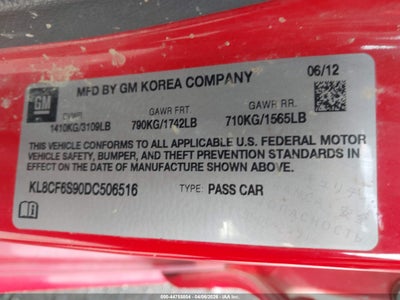 MFD BY GM KOREA COMPANY 06/12
GM
GVWR GAWR FRT. GAWR RR.
1410KG/3109LB 790KG/1742LB 710KG/1565LB
THIS VEHICLE CONFORMS TO ALL APPLICABLE U.S. FEDERAL MOTOR
VEHICLE SAFETY, BUMPER, AND THEFT PREVENTION STANDARDS
IN EFFECT ON THE DATE OF MANUFACTURE SHOWN ABOVE.
KL8CF6S90DC506516 TYPE: PASS CAR